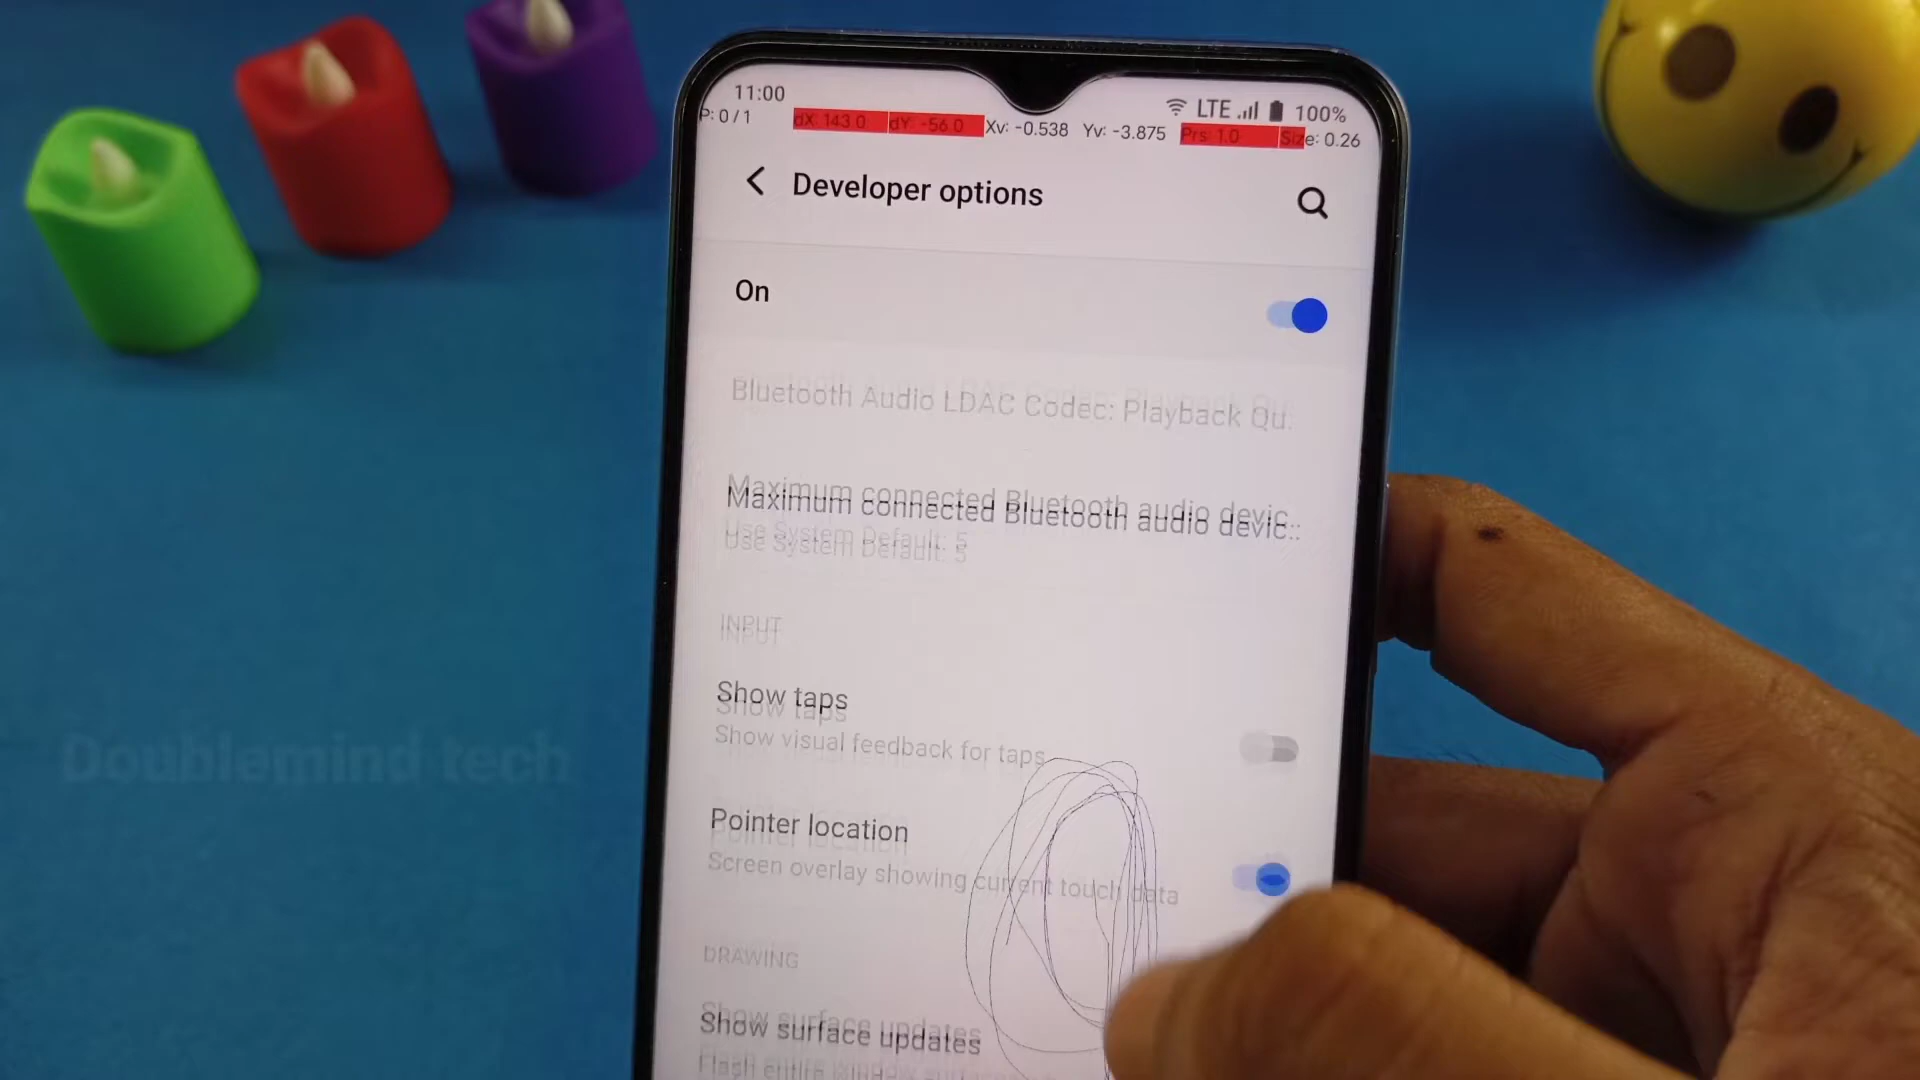 11:00 LTE 100%
P: 0 / 1 dX: 143.0 dY: -56.0 Xv: -0.538 Yv: -3.875 Prs: 1.0 Size: 0.26
Developer options
On
Bluetooth Audio LDAC Codec: Playback Qu..
Maximum connected Bluetooth audio devic..
Use System Default: 5
INPUT
Show taps
Show visual feedback for taps
Pointer location
Screen overlay showing current touch data
DRAWING
Show surface updates
Flash entire window
Doublemind tech